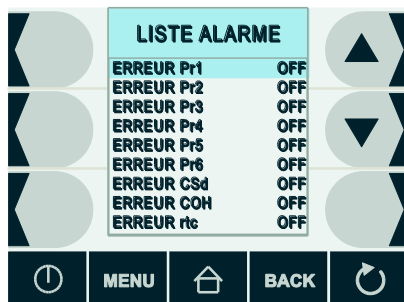 LISTE ALARME
ERREUR Pr1 OFF
ERREUR Pr2 OFF
ERREUR Pr3 OFF
ERREUR Pr4 OFF
ERREUR Pr5 OFF
ERREUR Pr6 OFF
ERREUR CSd OFF
ERREUR COH OFF
ERREUR rtc OFF
MENU BACK